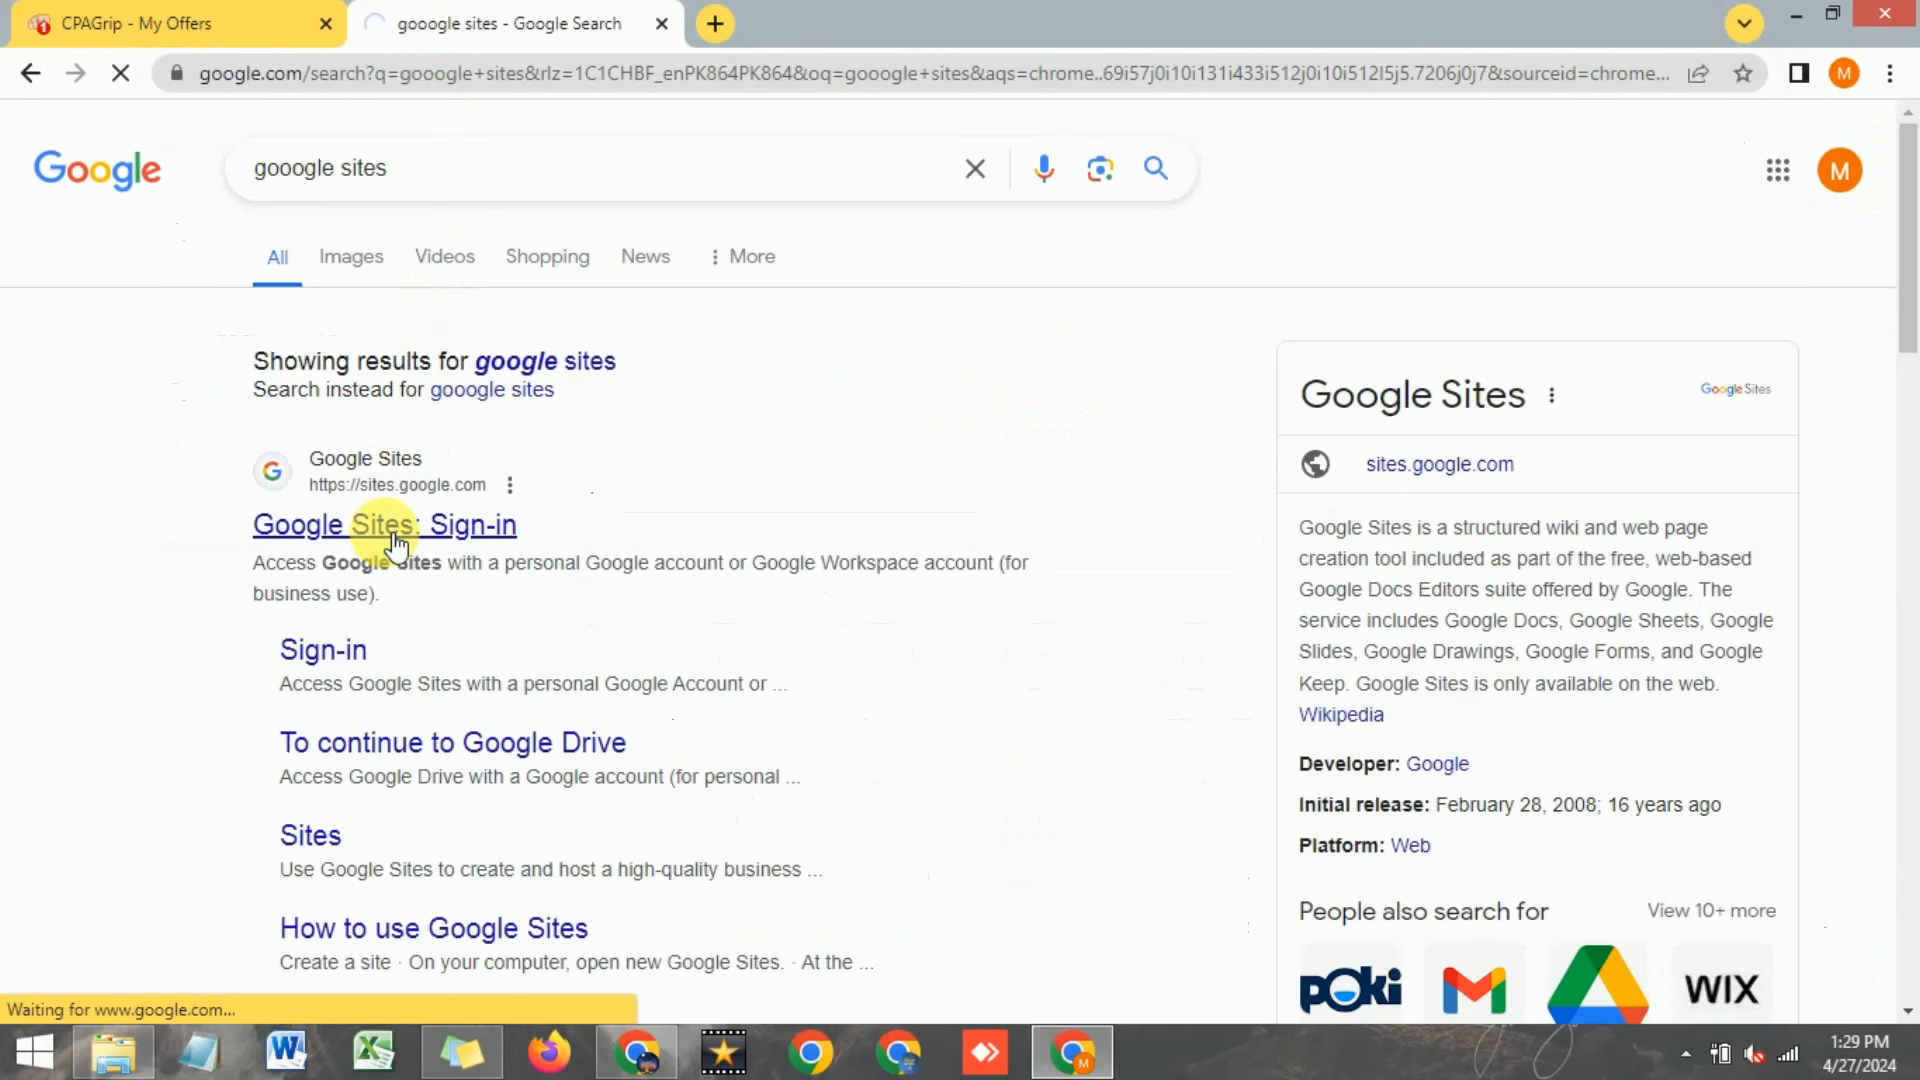 CPAGrip - My Offers
gooogle sites - Google Search
google.com/search?q=gooogle+sites&rlz=1C1CHBF_enPK864PK864&oq=gooogle+sites&aqs=chrome..69i57j0i10i131i433i512j0i10i512l5j5.7206j0j7&sourceid=chrome...
M
Google
gooogle sites
M
All
Images
Videos
Shopping
News
More
Showing results for google sites
Search instead for gooogle sites
Google Sites
https://sites.google.com
Google Sites: Sign-in
Access Google Sites with a personal Google account or Google Workspace account (for
business use).
Sign-in
Access Google Sites with a personal Google Account or ...
To continue to Google Drive
Access Google Drive with a Google account (for personal ...
Sites
Use Google Sites to create and host a high-quality business ...
How to use Google Sites
Create a site · On your computer, open new Google Sites. · At the ...
Google Sites
Google Sites
sites.google.com
Google Sites is a structured wiki and web page
creation tool included as part of the free, web-based
Google Docs Editors suite offered by Google. The
service includes Google Docs, Google Sheets, Google
Slides, Google Drawings, Google Forms, and Google
Keep. Google Sites is only available on the web.
Wikipedia
Developer: Google
Initial release: February 28, 2008; 16 years ago
Platform: Web
People also search for
View 10+ more
POKi
WIX
Waiting for www.google.com...
1:29 PM
4/27/2024